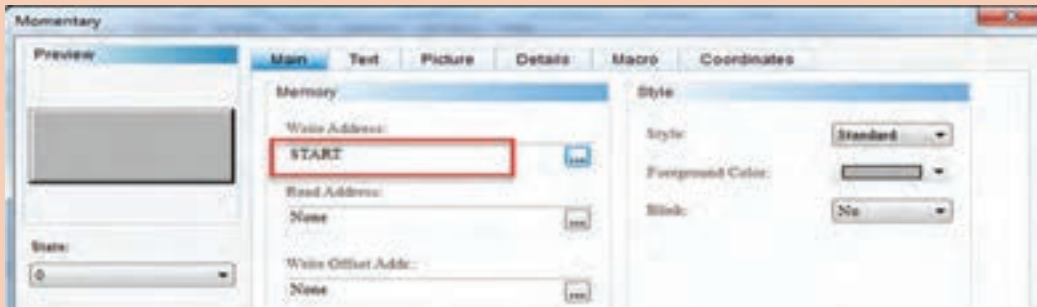 Momentary
Preview
Main Text Picture Details Macro Coordinates
Memory
Style
Write Address:
START
...
Style:
Standard
Read Address:
Foreground Color:
None
...
Blink:
No
State:
0
Write Offset Addr.:
None
...